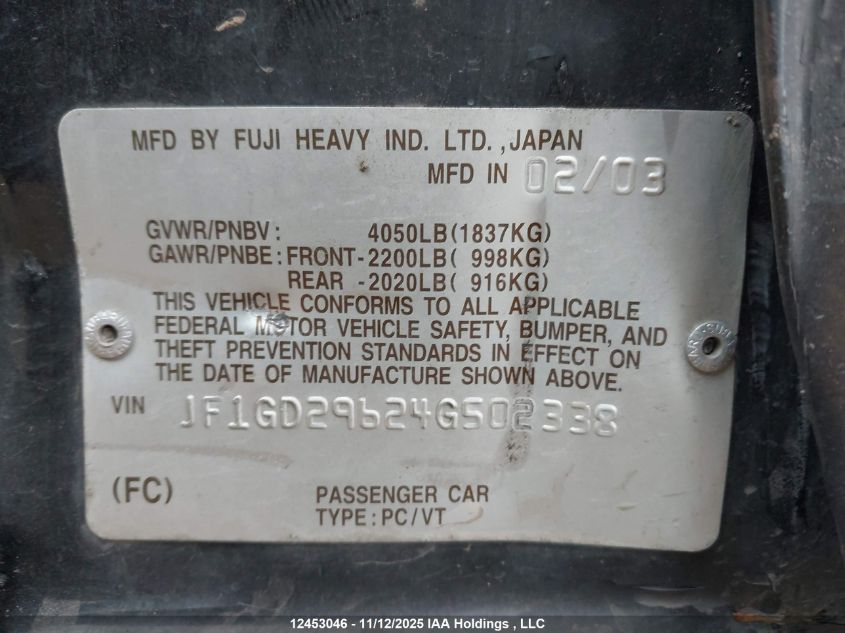 MFD BY FUJI HEAVY IND. LTD.,JAPAN
MFD IN 02/03
GVWR/PNBV: 4050LB(1837KG)
GAWR/PNBE:FRONT-2200LB( 998KG)
REAR -2020LB( 916KG)
THIS VEHICLE CONFORMS TO ALL APPLICABLE
FEDERAL MOTOR VEHICLE SAFETY, BUMPER, AND
THEFT PREVENTION STANDARDS IN EFFECT ON
THE DATE OF MANUFACTURE SHOWN ABOVE.
VIN JF1GD29624G502338
(FC) PASSENGER CAR
TYPE:PC/VT
12453046 - 11/12/2025 IAA Holdings , LLC